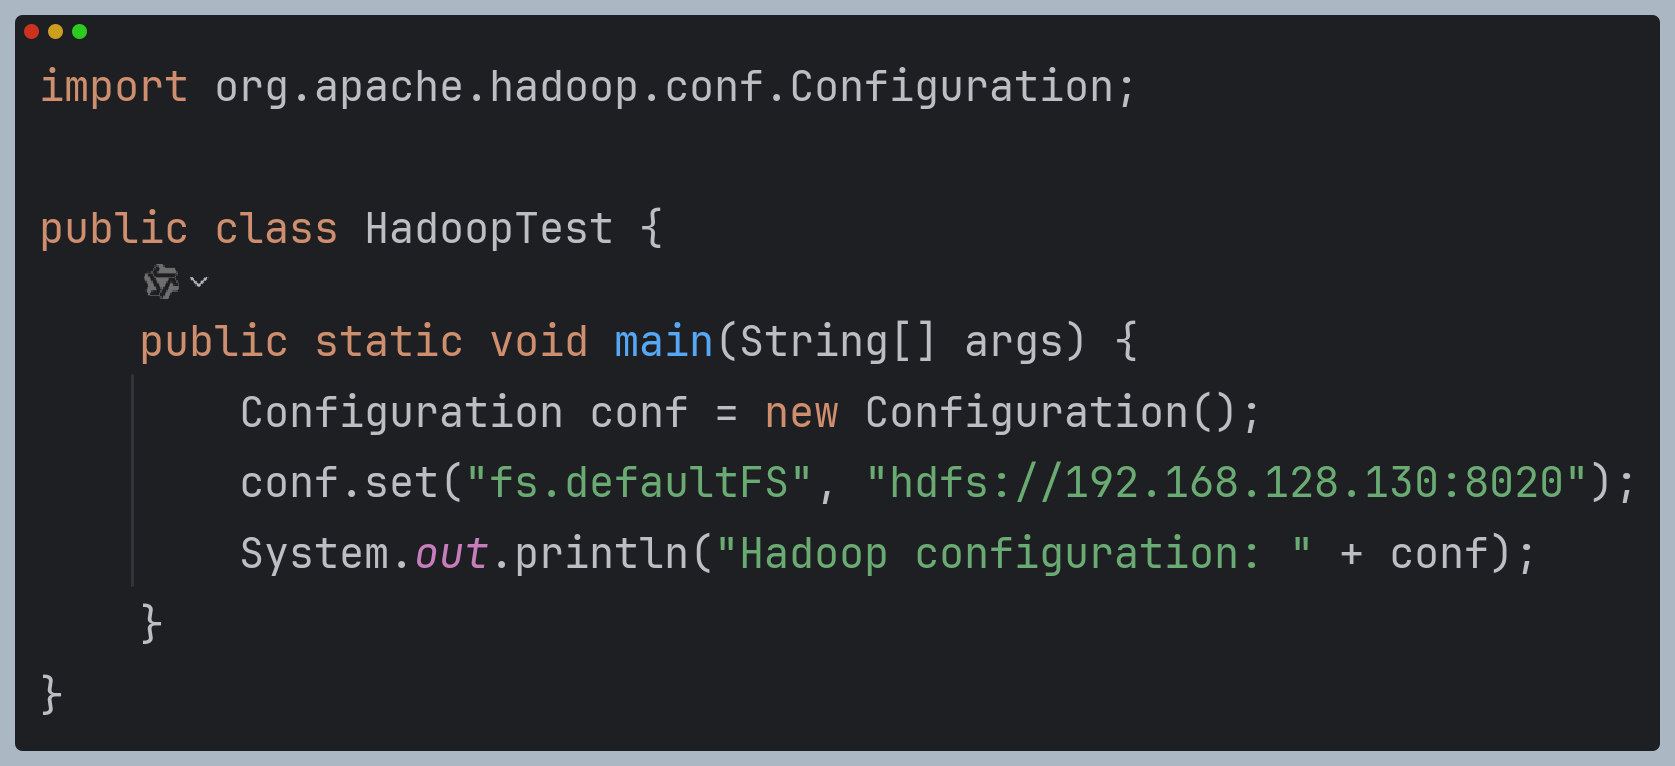 import org.apache.hadoop.conf.Configuration;
public class HadoopTest {
    public static void main(String[] args) {
        Configuration conf = new Configuration();
        conf.set("fs.defaultFS", "hdfs://192.168.128.130:8020");
        System.out.println("Hadoop configuration: " + conf);
    }
}